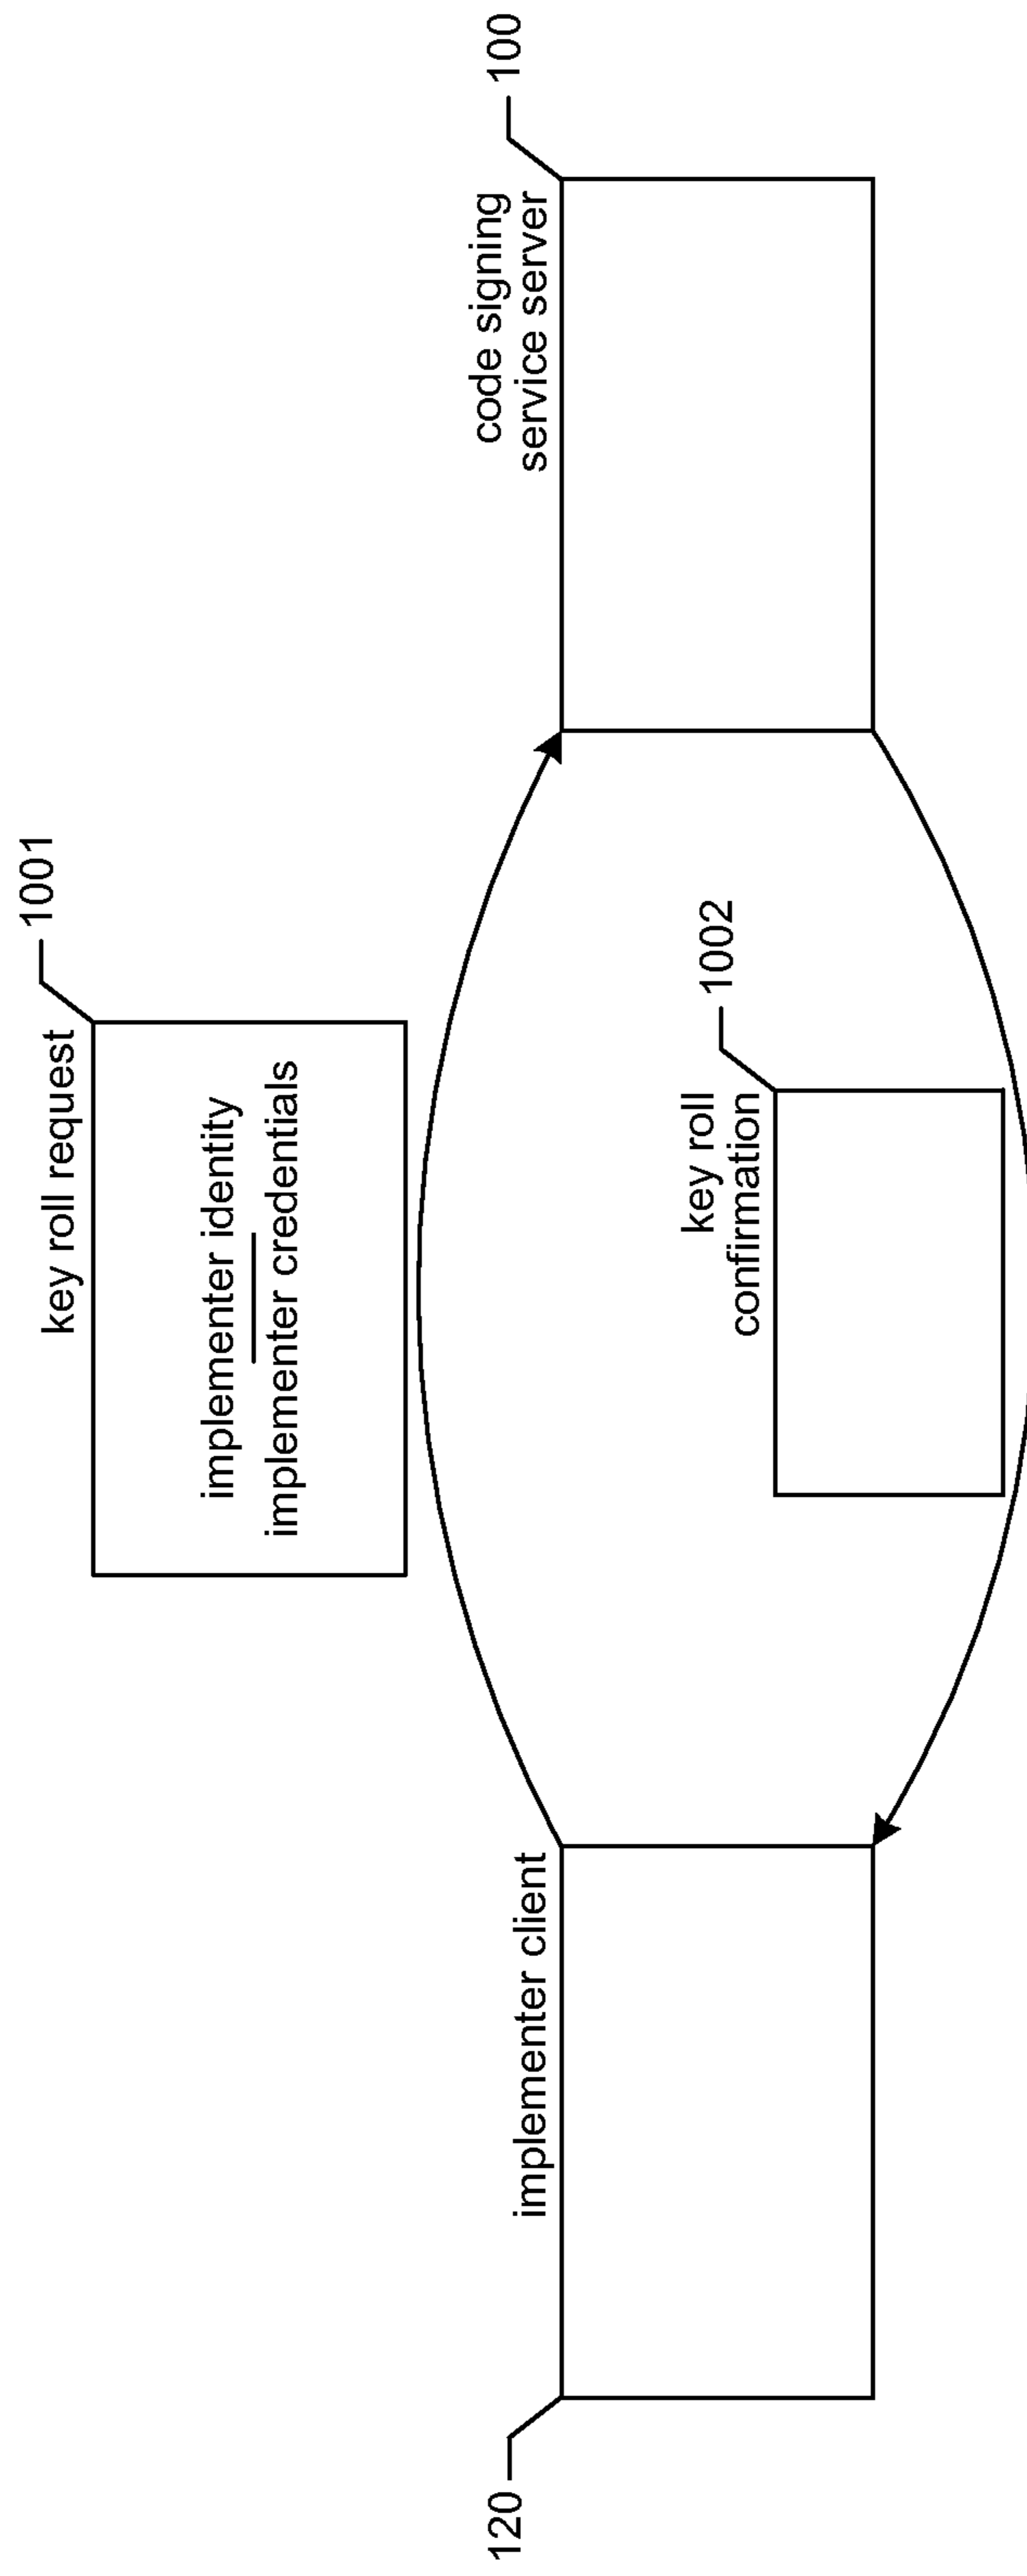 key roll request
1001
implementer identity
implementer credentials
120
implementer client
code signing
service server
100
key roll
confirmation
1002